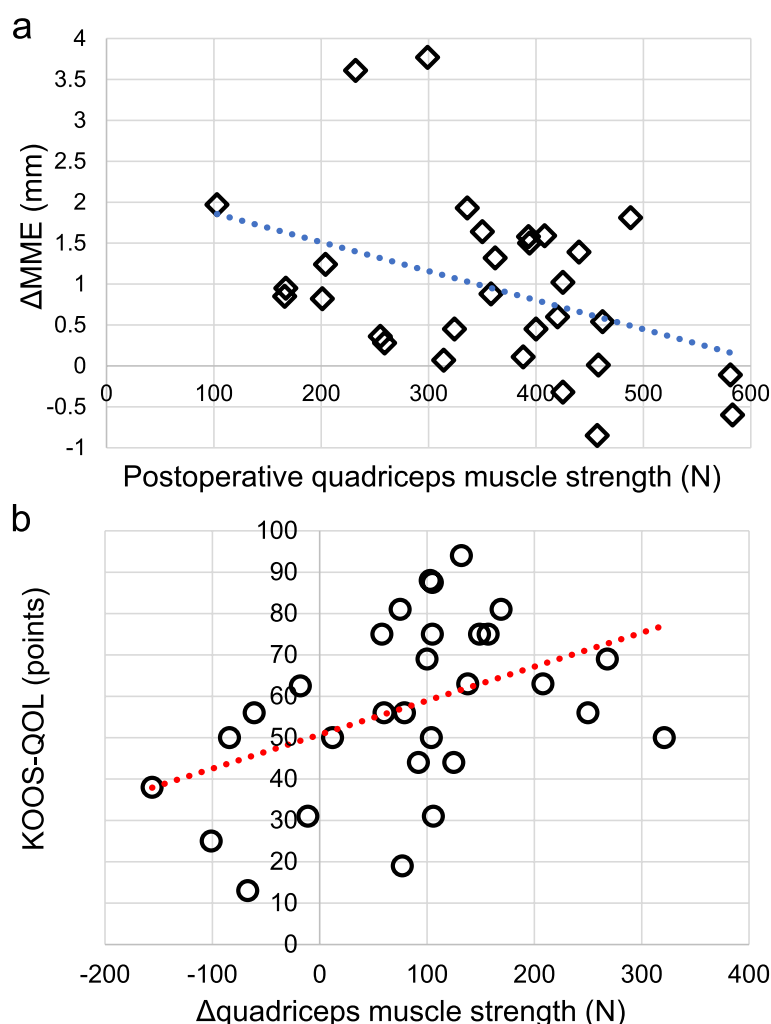 a
4
3.5
3
2.5
2
1.5
1
0.5
0
-0.5
-1
ΔMME (mm)
0 100 200 300 400 500 600
Postoperative quadriceps muscle strength (N)
b
100
90
80
70
60
50
40
30
20
10
0
KOOS-QOL (points)
-200 -100 0 100 200 300 400
Δquadriceps muscle strength (N)